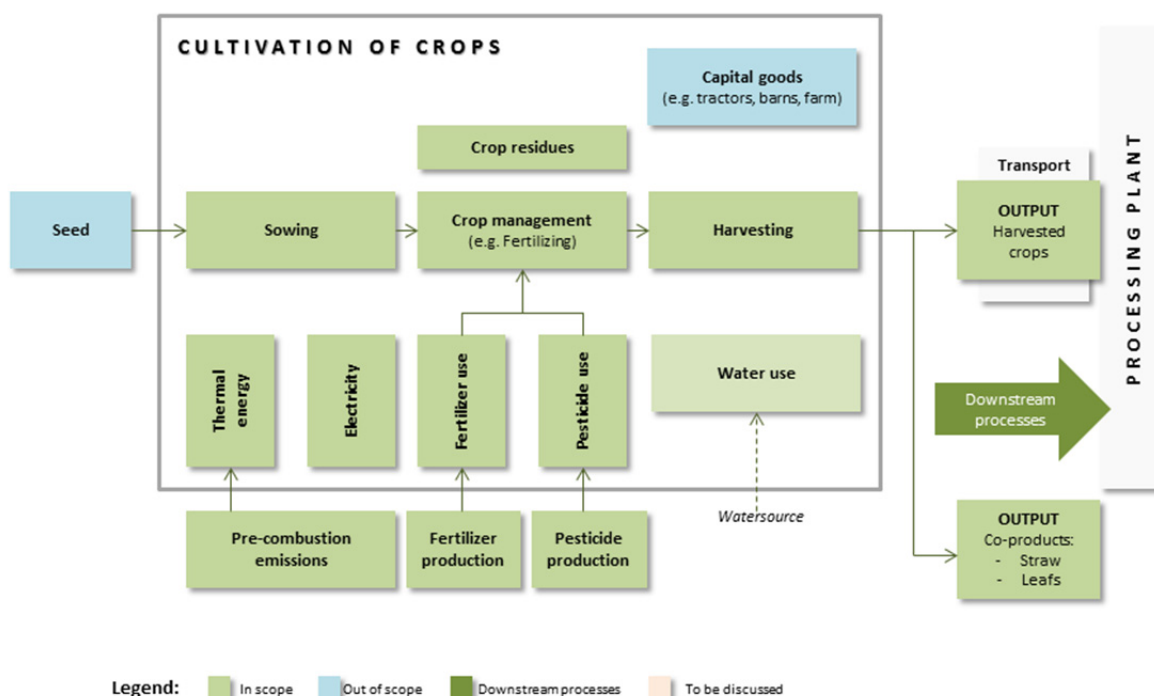 CULTIVATION OF CROPS
Capital goods
(e.g. tractors, barns, farm)
Crop residues
Seed
Sowing
Crop management
(e.g. Fertilizing)
Harvesting
Transport
OUTPUT
Harvested
crops
PROCESSING PLANT
Thermal
energy
Electricity
Fertilizer use
Pesticide use
Water use
Downstream
processes
Pre-combustion
emissions
Fertilizer
production
Pesticide
production
Watersource
OUTPUT
Co-products:
- Straw
- Leafs
Legend: In scope Out of scope Downstream processes To be discussed